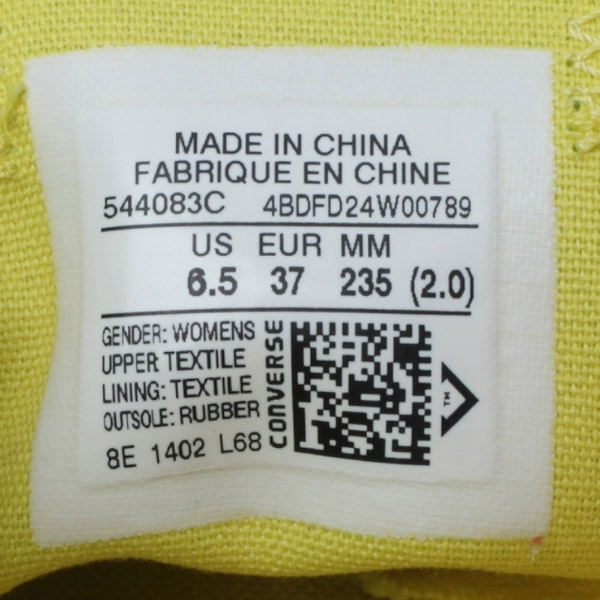 MADE IN CHINA
FABRIQUE EN CHINE
544083C 4BDFD24W00789
US EUR MM
6.5 37 235 (2.0)
GENDER: WOMENS
UPPER TEXTILE
LINING: TEXTILE
OUTSOLE: RUBBER
8E 1402 L68
CONVERSE
TM